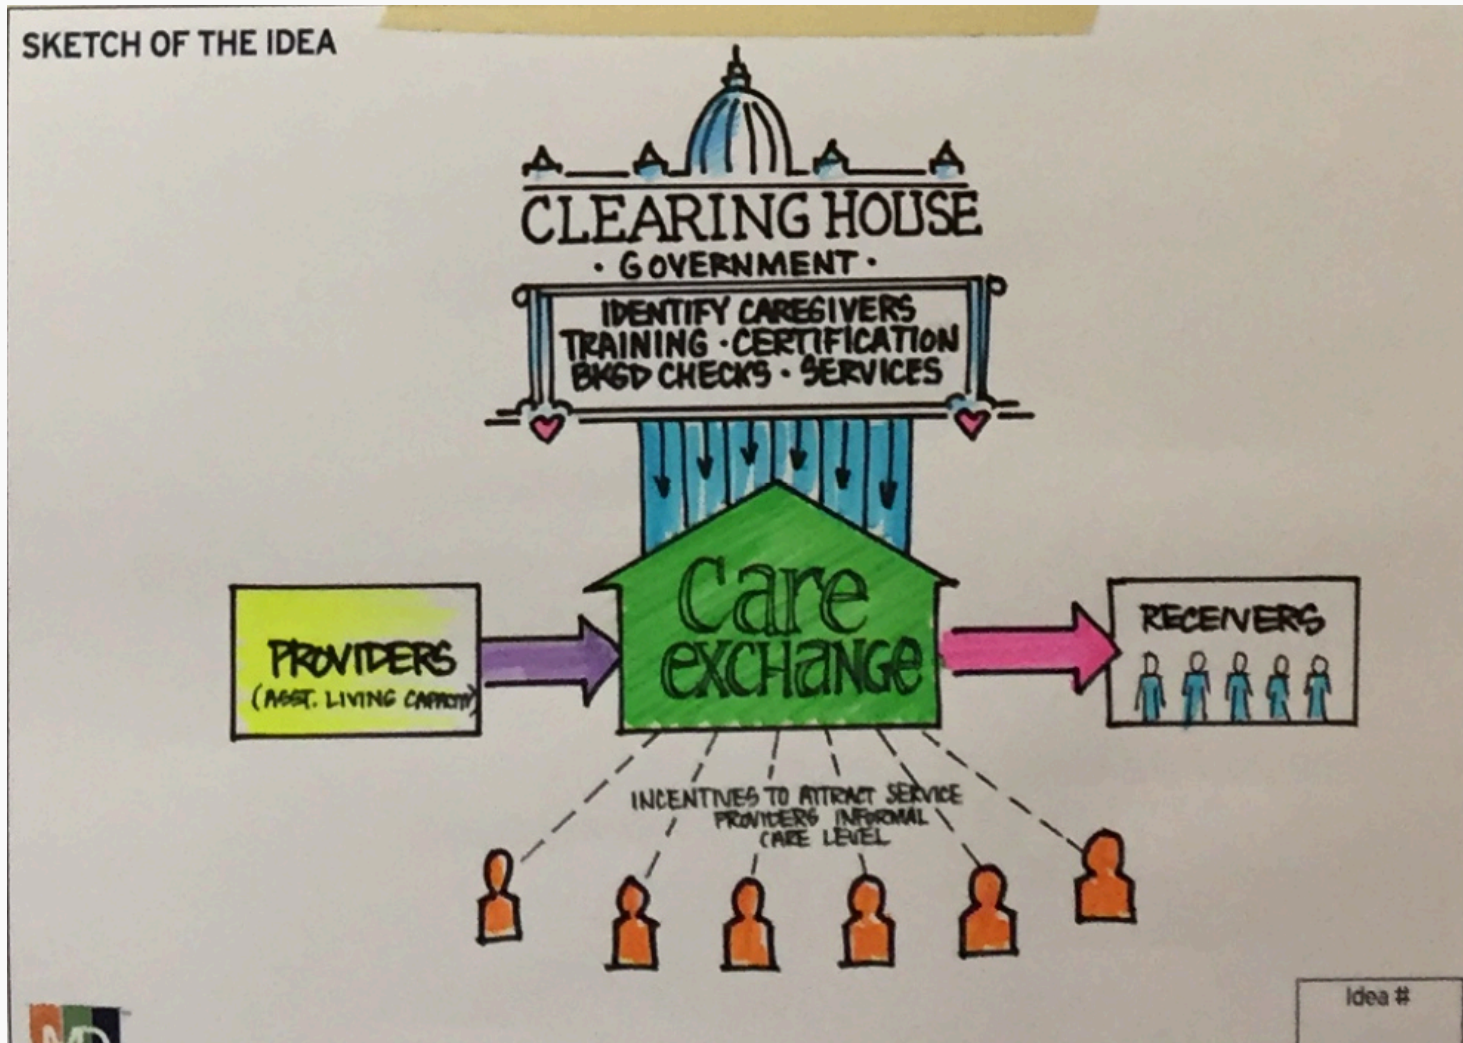 SKETCH OF THE IDEA
CLEARING HOUSE
· GOVERNMENT ·
IDENTIFY CAREGIVERS
TRAINING · CERTIFICATION
BKGD CHECKS · SERVICES
Care
exchange
PROVIDERS
(ASST. LIVING CAPACITY)
RECEIVERS
INCENTIVES TO ATTRACT SERVICE
PROVIDERS INFORMAL
CARE LEVEL
Idea #